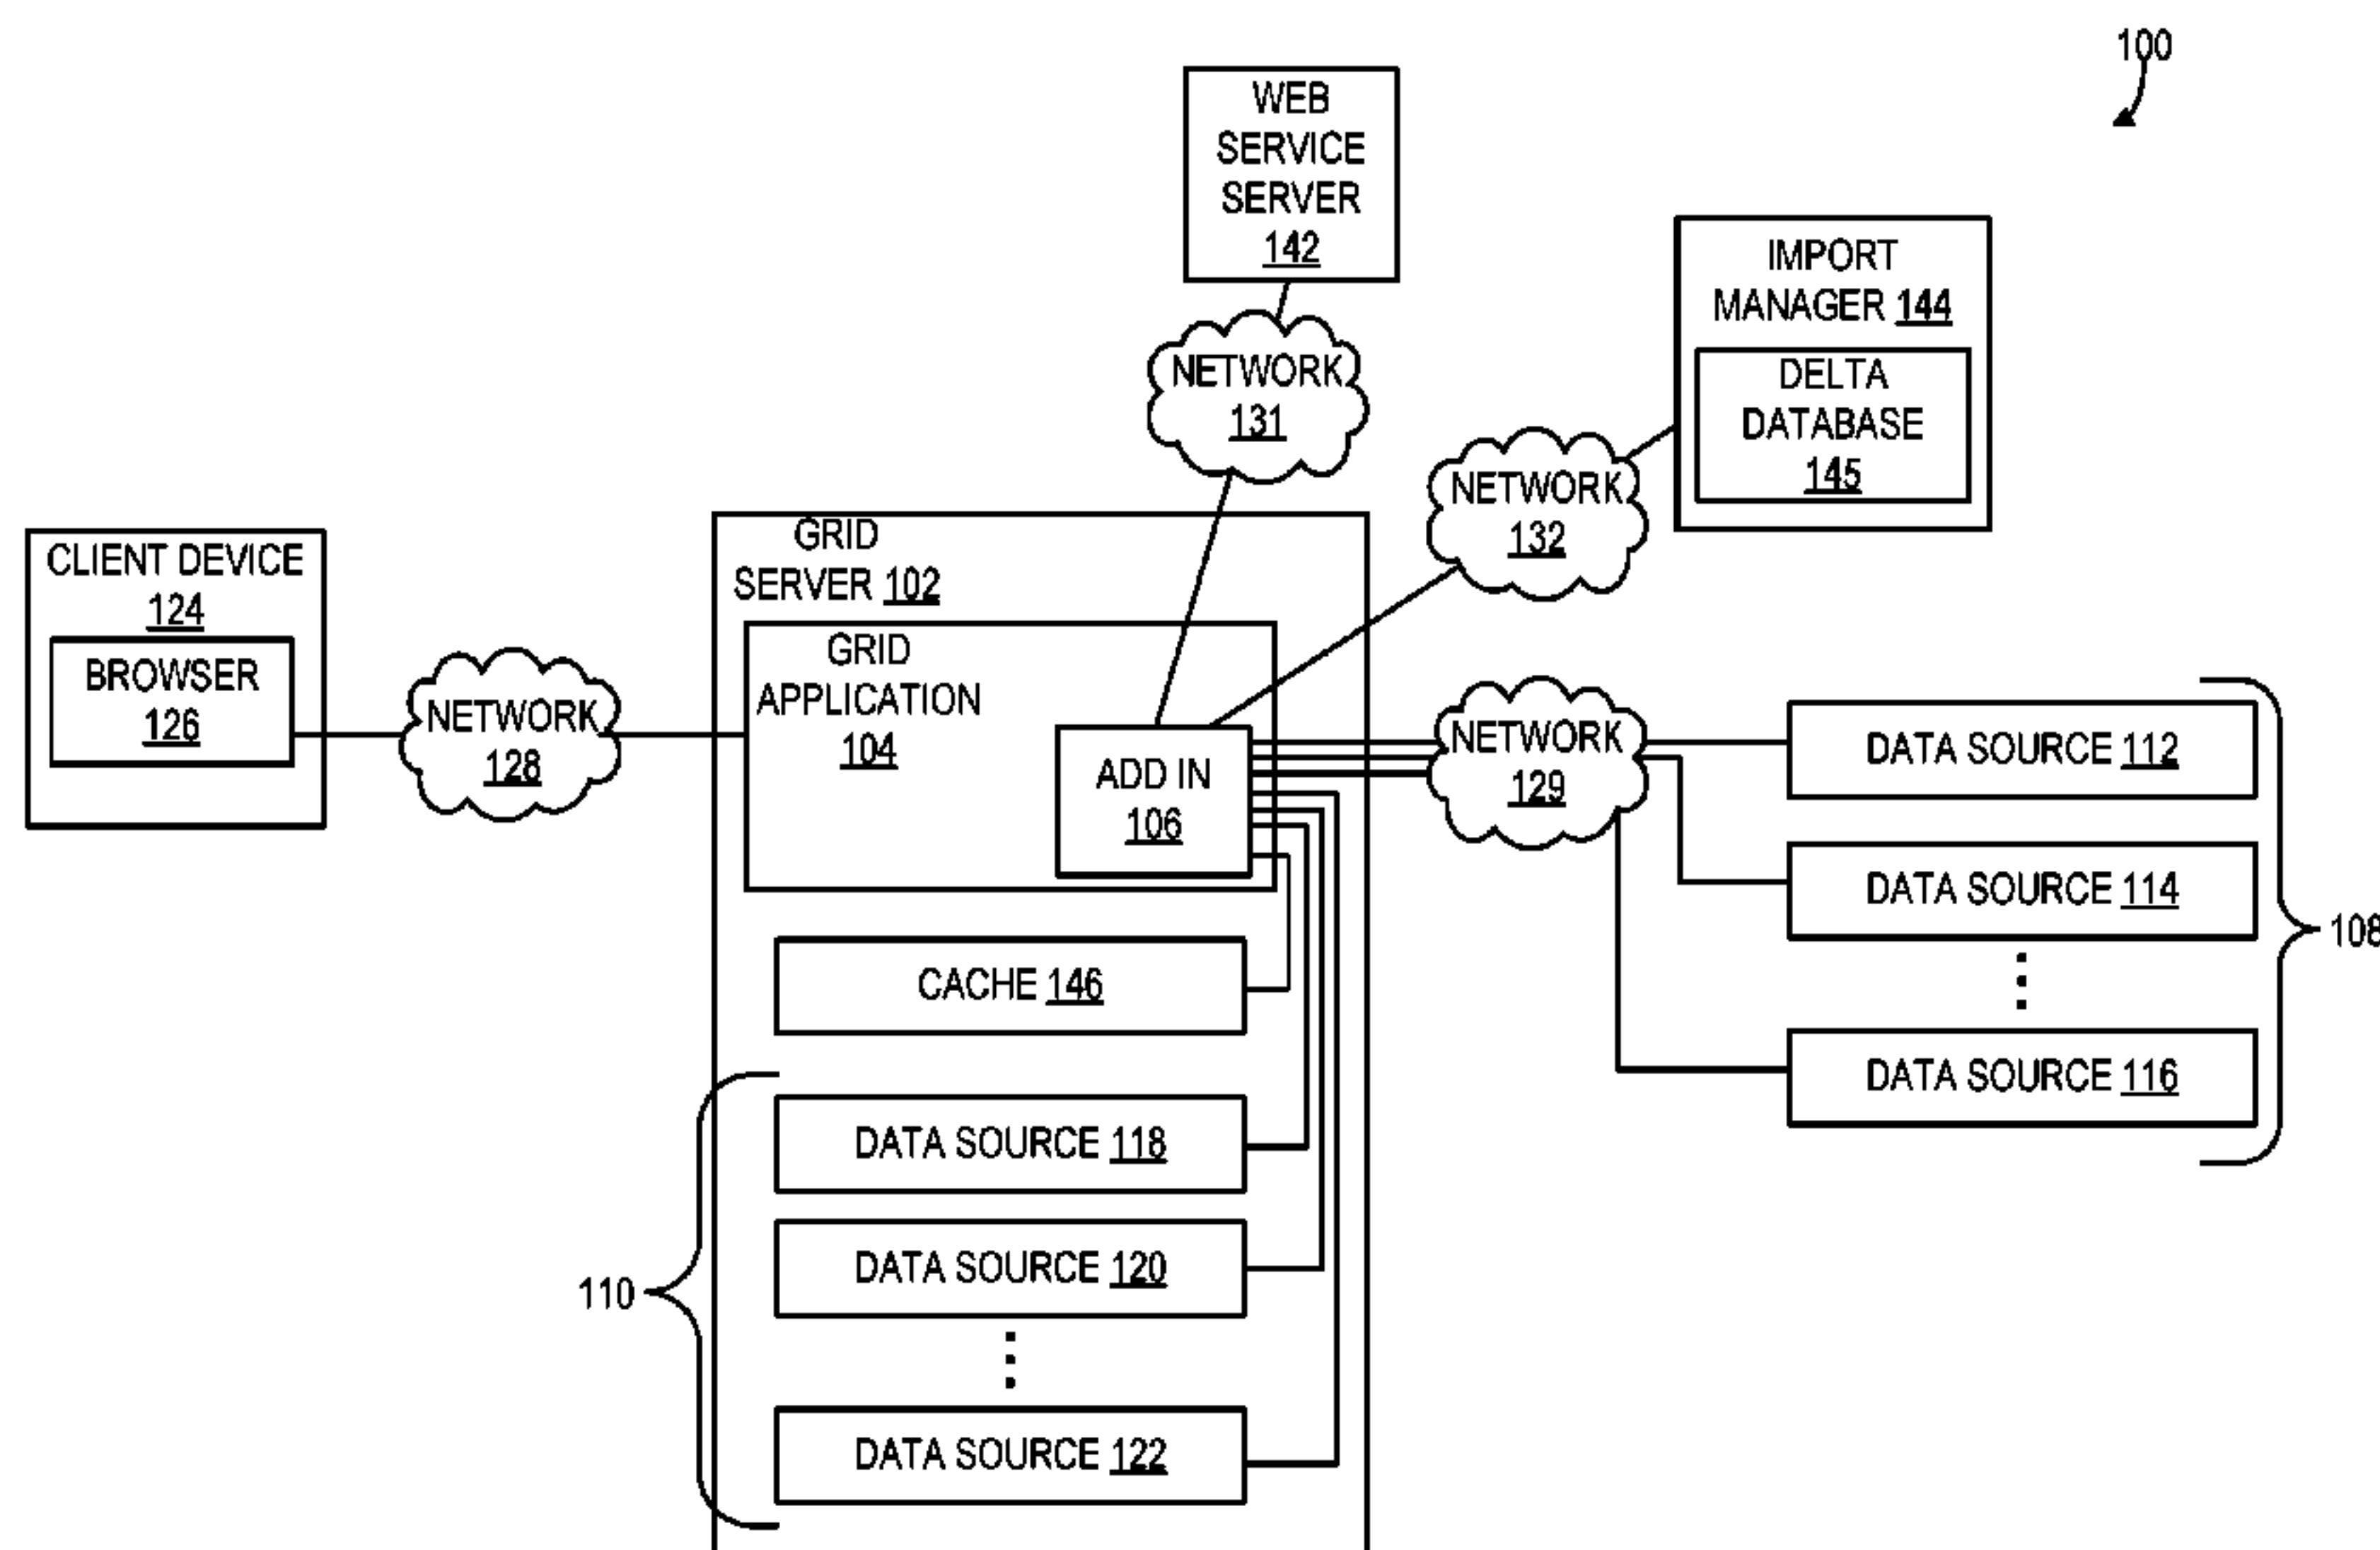 100
WEB
SERVICE
SERVER
142
IMPORT
MANAGER 144
DELTA
DATABASE
145
NETWORK
131
NETWORK
132
CLIENT DEVICE
124
BROWSER
126
NETWORK
128
GRID
SERVER 102
GRID
APPLICATION
104
ADD IN
106
NETWORK
129
DATA SOURCE 112
DATA SOURCE 114
DATA SOURCE 116
108
CACHE 146
DATA SOURCE 118
DATA SOURCE 120
DATA SOURCE 122
110